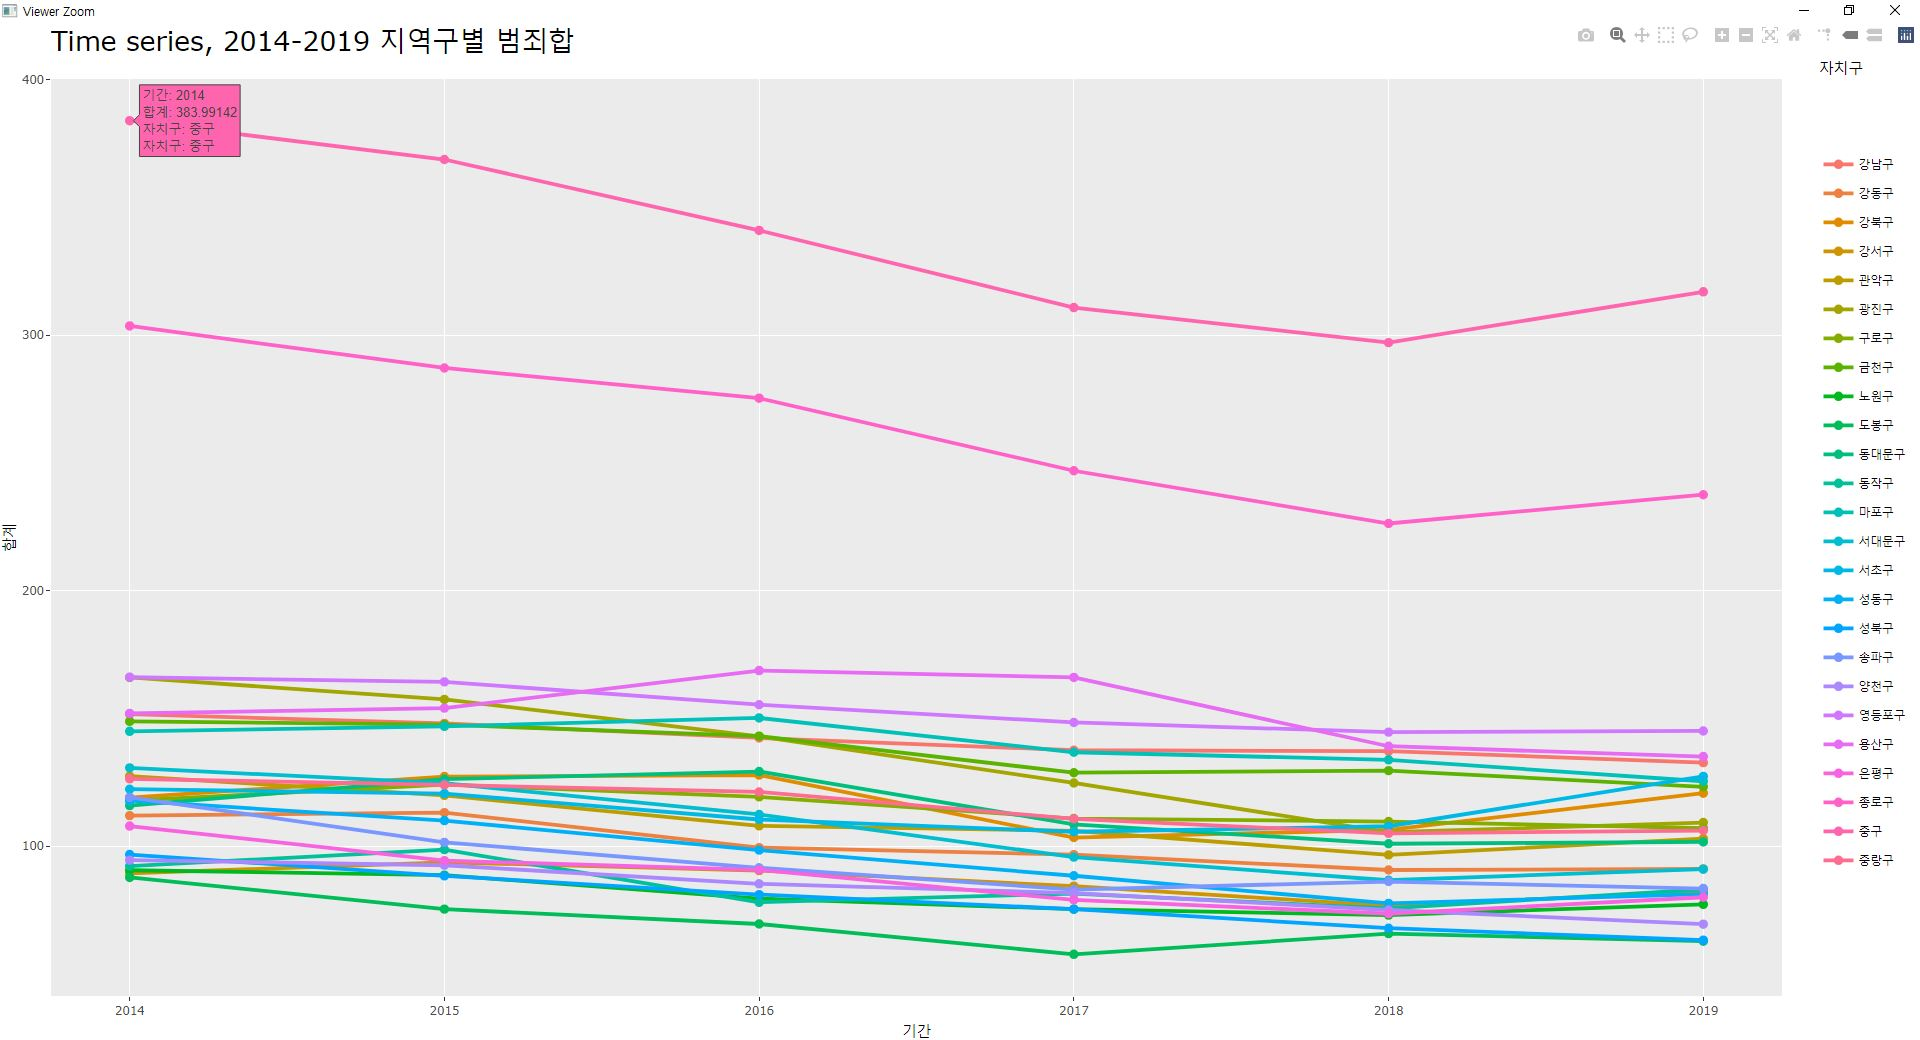 Viewer Zoom
Time series, 2014-2019 지역구별 범죄합
자치구
400
300
200
100
합계
기간: 2014
합계: 383.99142
자치구: 중구
자치구: 중구
강남구
강동구
강북구
강서구
관악구
광진구
구로구
금천구
노원구
도봉구
동대문구
동작구
마포구
서대문구
서초구
성동구
성북구
송파구
양천구
영등포구
용산구
은평구
종로구
중구
중랑구
2014 2015 2016 2017 2018 2019
기간